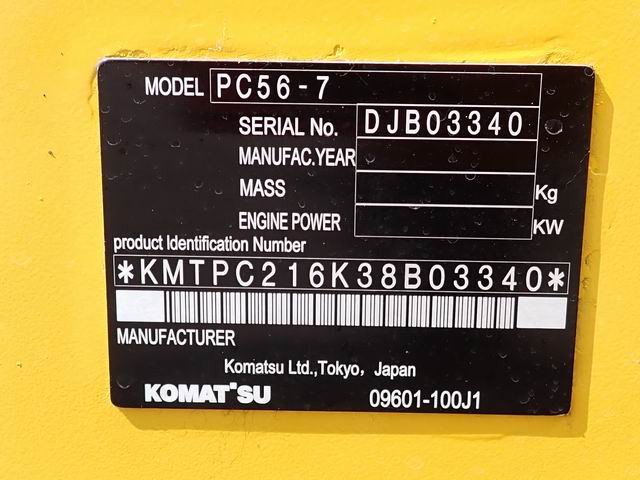 MODEL PC56-7
SERIAL No. DJB03340
MANUFAC.YEAR
MASS Kg
ENGINE POWER KW
product Identification Number
*KMTPC216K38B03340*
MANUFACTURER
Komatsu Ltd.,Tokyo, Japan
KOMATSU 09601-100J1